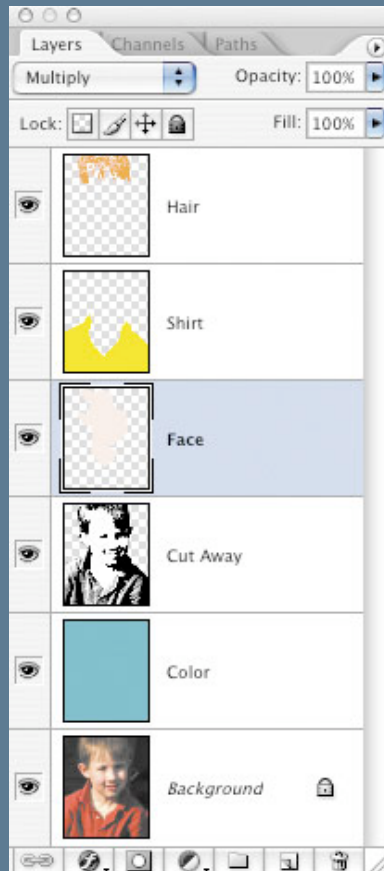 Layers Channels Paths
Multiply Opacity: 100%
Lock: Fill: 100%
Hair
Shirt
Face
Cut Away
Color
Background